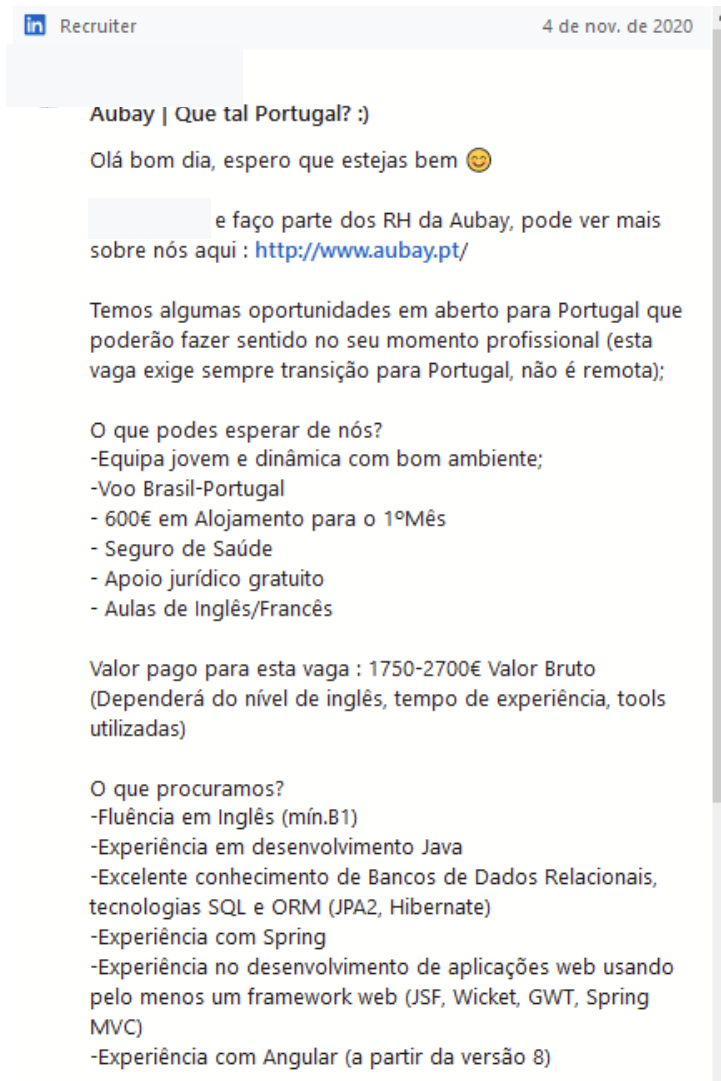 in Recruiter 4 de nov. de 2020
Aubay | Que tal Portugal? :)
Olá bom dia, espero que estejas bem 😊
e faço parte dos RH da Aubay, pode ver mais
sobre nós aqui : http://www.aubay.pt/
Temos algumas oportunidades em aberto para Portugal que
poderão fazer sentido no seu momento profissional (esta
vaga exige sempre transição para Portugal, não é remota);
O que podes esperar de nós?
-Equipa jovem e dinâmica com bom ambiente;
-Voo Brasil-Portugal
- 600€ em Alojamento para o 1ºMês
- Seguro de Saúde
- Apoio jurídico gratuito
- Aulas de Inglês/Francês
Valor pago para esta vaga : 1750-2700€ Valor Bruto
(Dependerá do nível de inglês, tempo de experiência, tools
utilizadas)
O que procuramos?
-Fluência em Inglês (mín.B1)
-Experiência em desenvolvimento Java
-Excelente conhecimento de Bancos de Dados Relacionais,
tecnologias SQL e ORM (JPA2, Hibernate)
-Experiência com Spring
-Experiência no desenvolvimento de aplicações web usando
pelo menos um framework web (JSF, Wicket, GWT, Spring
MVC)
-Experiência com Angular (a partir da versão 8)